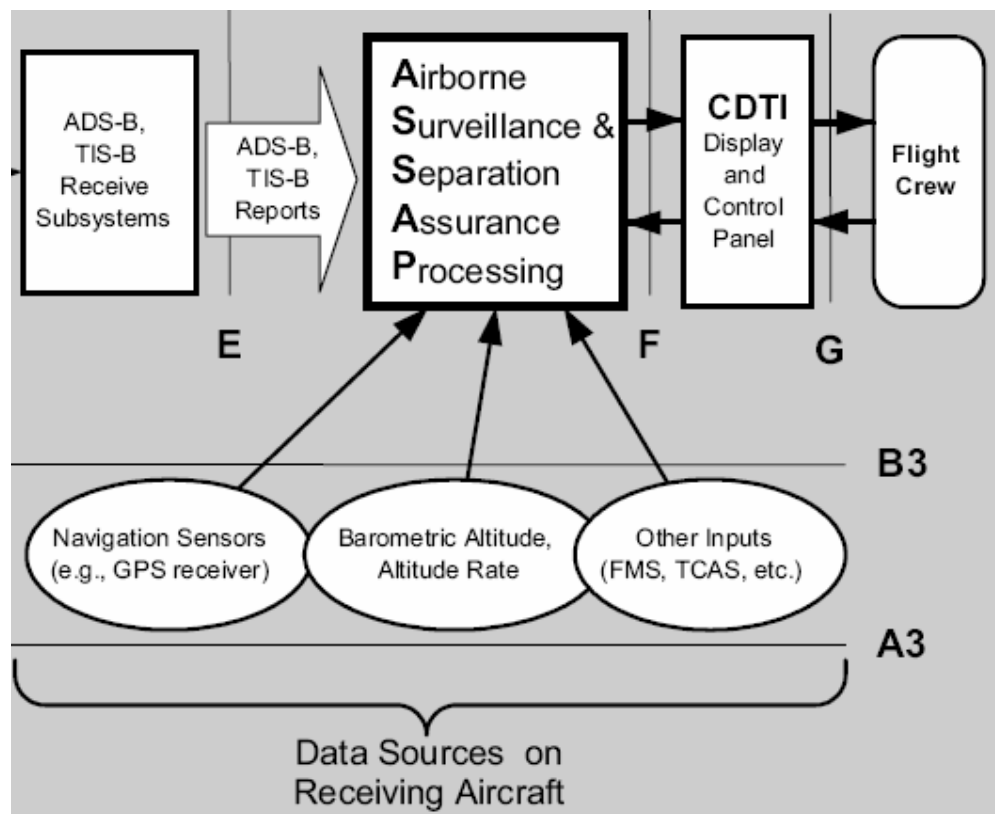 ADS-B,
TIS-B
Receive
Subsystems
ADS-B,
TIS-B
Reports
Airborne
Surveillance &
Separation
Assurance
Processing
CDTI
Display
and
Control
Panel
Flight
Crew
E
F
G
B3
Navigation Sensors
(e.g., GPS receiver)
Barometric Altitude,
Altitude Rate
Other Inputs
(FMS, TCAS, etc.)
A3
Data Sources on
Receiving Aircraft